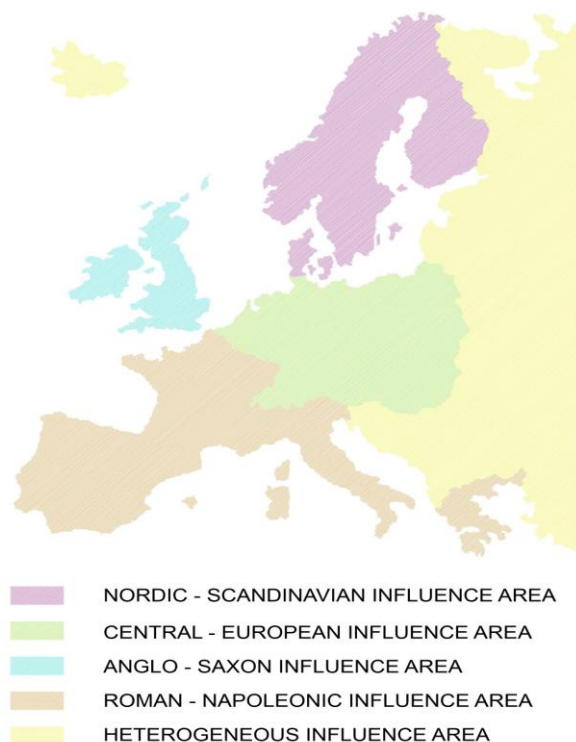 NORDIC - SCANDINAVIAN INFLUENCE AREA
CENTRAL - EUROPEAN INFLUENCE AREA
ANGLO - SAXON INFLUENCE AREA
ROMAN - NAPOLEONIC INFLUENCE AREA
HETEROGENEOUS INFLUENCE AREA